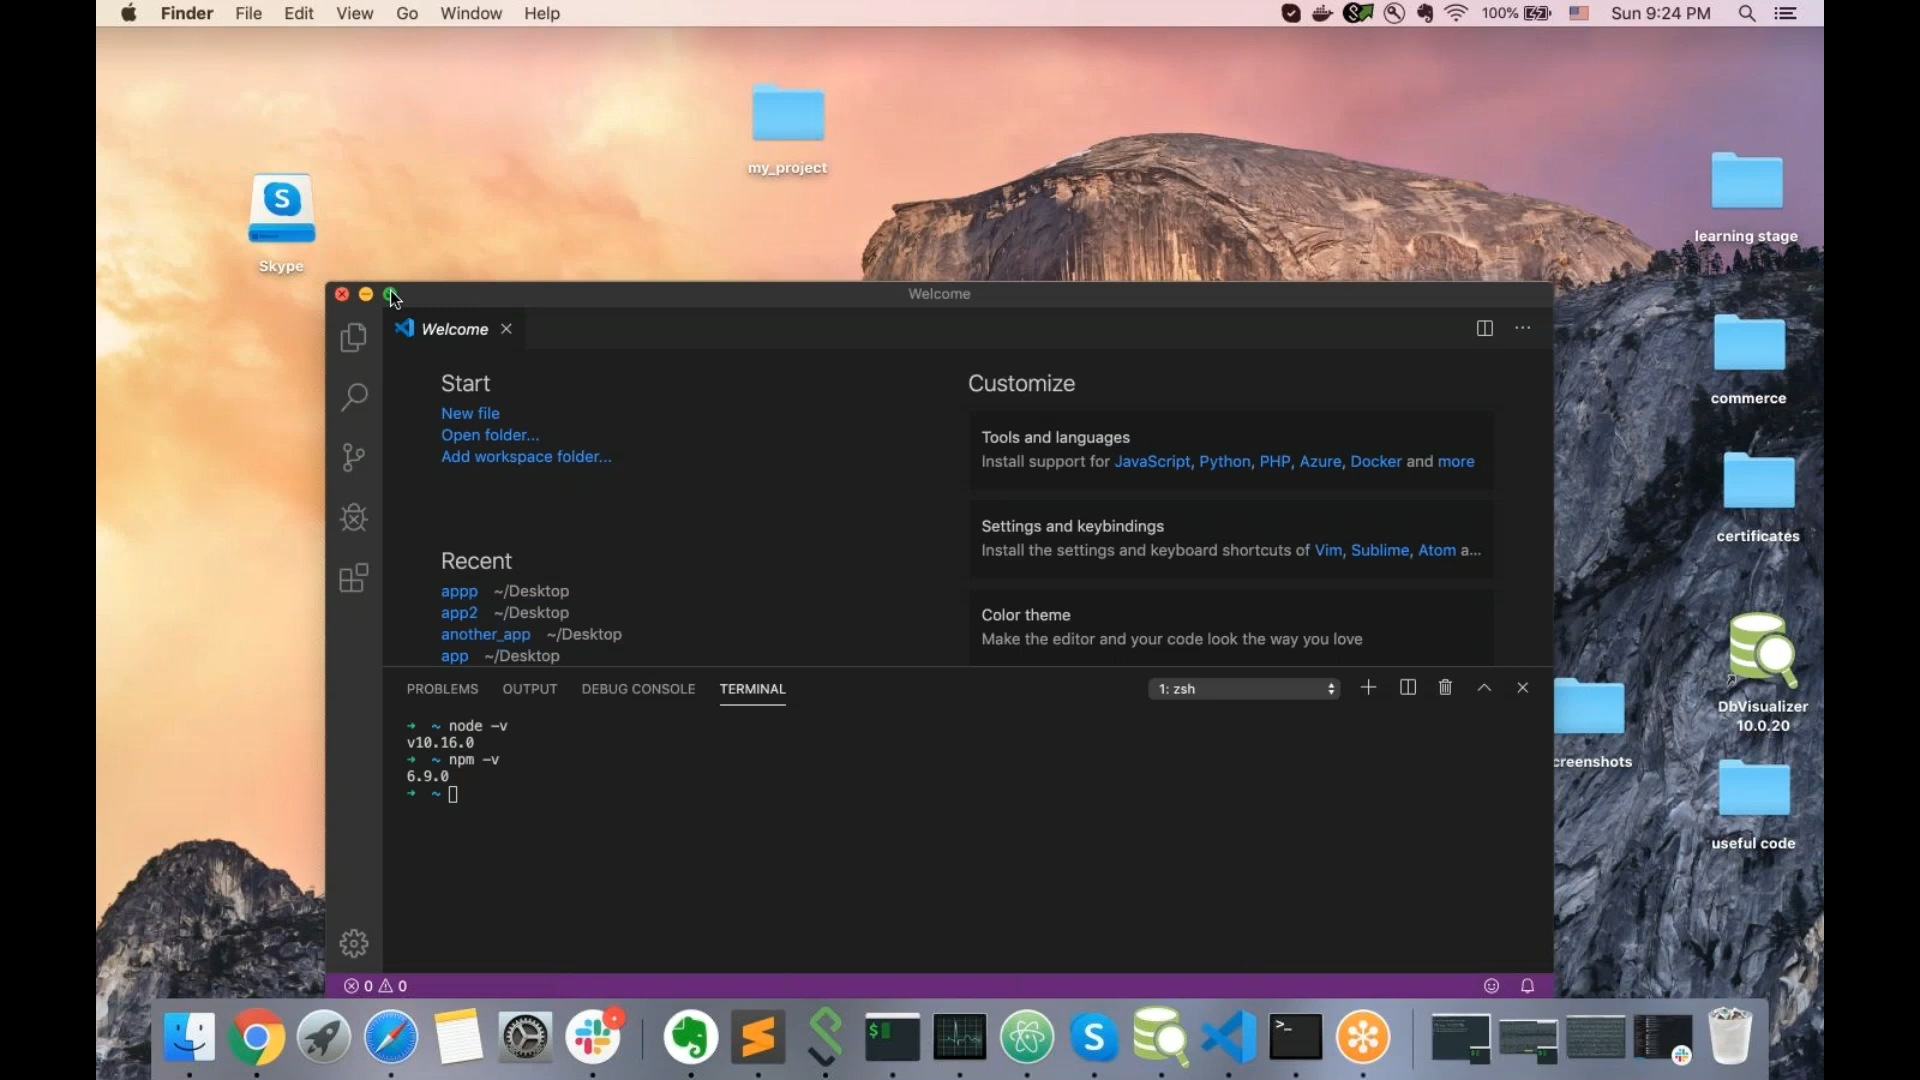 Finder File Edit View Go Window Help
100% Sun 9:24 PM
my_project
Skype
learning stage
commerce
certificates
DbVisualizer
10.0.20
creenshots
useful code
Welcome
Welcome
Start
New file
Open folder...
Add workspace folder...
Recent
appp ~/Desktop
app2 ~/Desktop
another_app ~/Desktop
app ~/Desktop
Customize
Tools and languages
Install support for JavaScript, Python, PHP, Azure, Docker and more
Settings and keybindings
Install the settings and keyboard shortcuts of Vim, Sublime, Atom a...
Color theme
Make the editor and your code look the way you love
PROBLEMS OUTPUT DEBUG CONSOLE TERMINAL
1: zsh
➜ ~ node -v
v10.16.0
➜ ~ npm -v
6.9.0
➜ ~
0 0